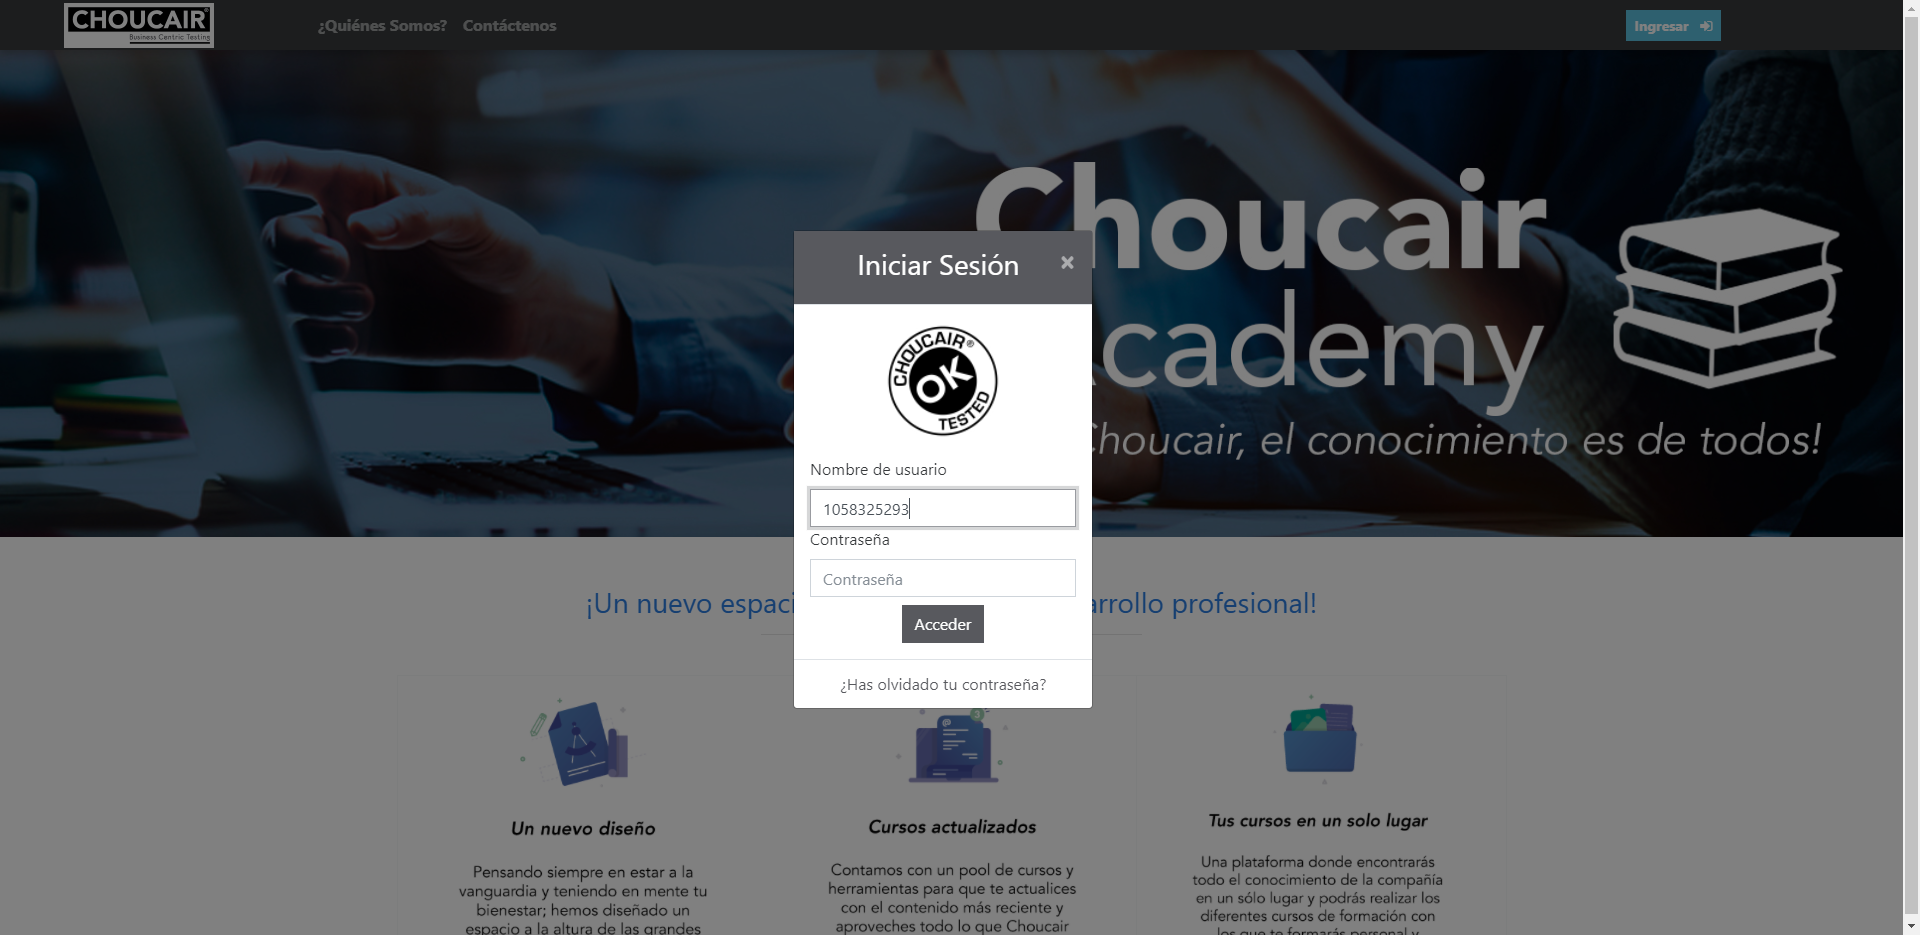 CHOUCAIR®
Business Centric Testing
¿Quiénes Somos?
Contáctenos
Ingresar
Choucair
cademy
Choucair, el conocimiento es de todos!
Iniciar Sesión
×
CHOUCAIR®
OK
TESTED
Nombre de usuario
1058325293
Contraseña
Contraseña
Acceder
¿Has olvidado tu contraseña?
¡Un nuevo espaci
arrollo profesional!
Un nuevo diseño
Pensando siempre en estar a la
vanguardia y teniendo en mente tu
bienestar; hemos diseñado un
espacio a la altura de las grandes
3
@
Cursos actualizados
Contamos con un pool de cursos y
herramientas para que te actualices
con el contenido más reciente y
aproveches todo lo que Choucair
Tus cursos en un solo lugar
Una plataforma donde encontrarás
todo el conocimiento de la compañía
en un sólo lugar y podrás realizar los
diferentes cursos de formación con
los que te formarás personal y